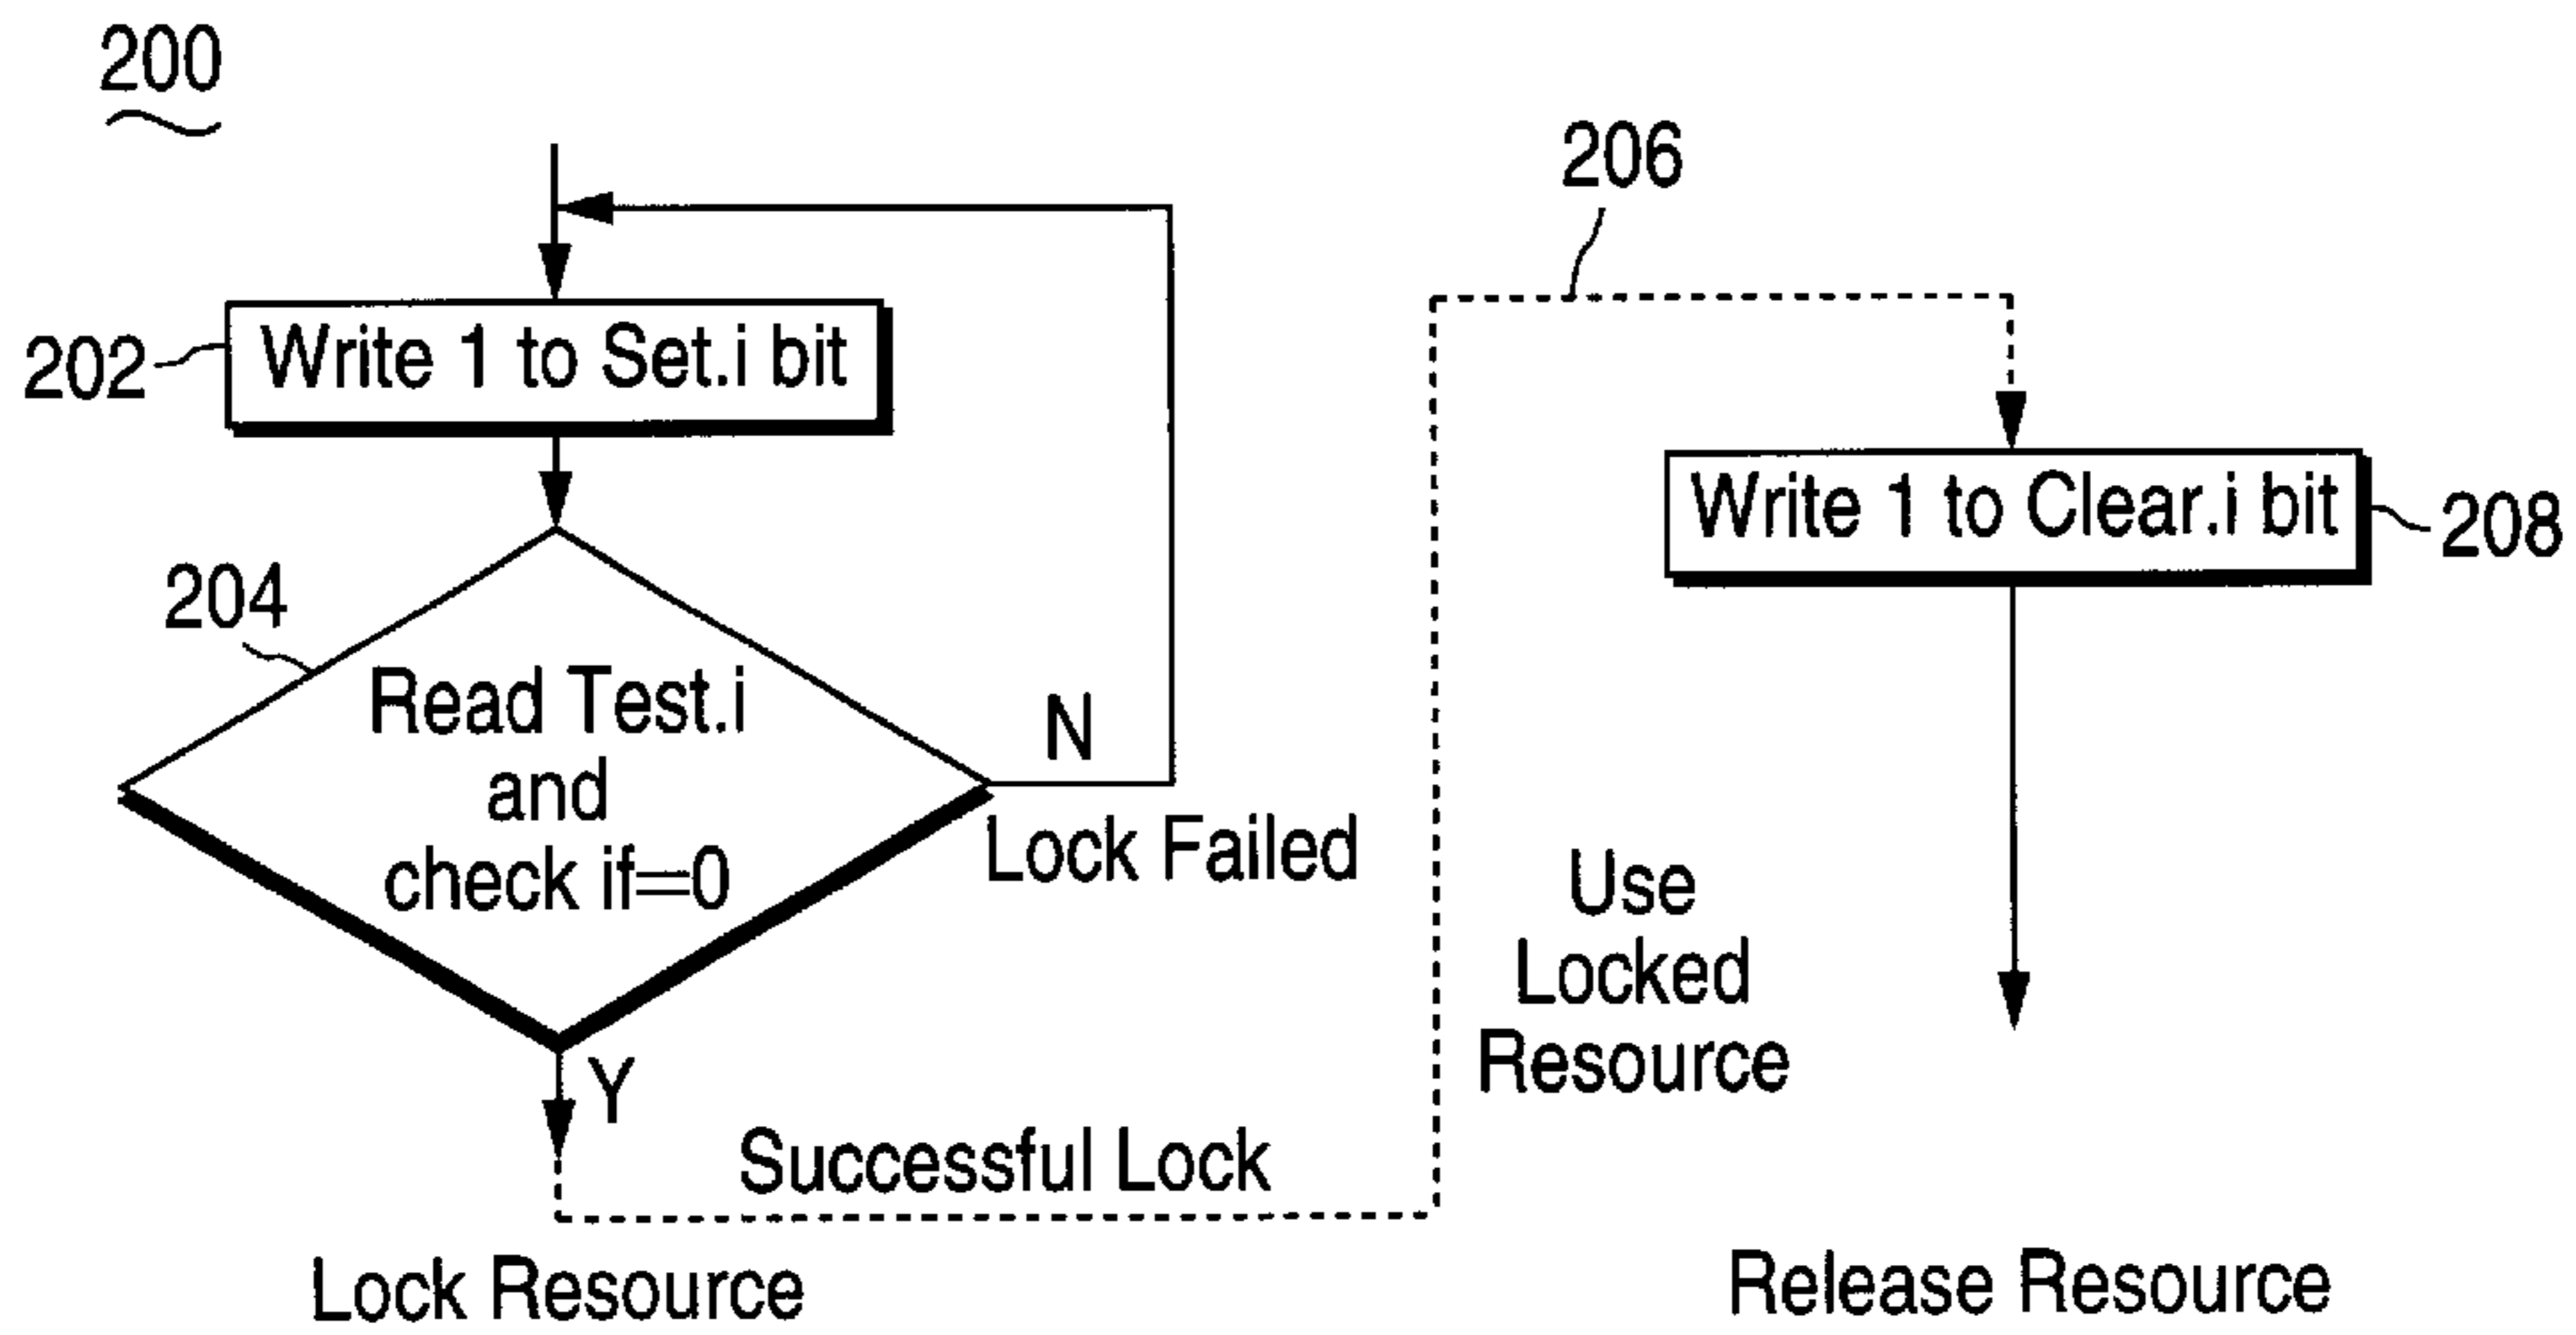 200
206
202
Write 1 to Set.i bit
Write 1 to Clear.i bit
208
204
Read Test.i
and
check if=0
N
Lock Failed
Use
Locked
Resource
Y
Successful Lock
Lock Resource
Release Resource